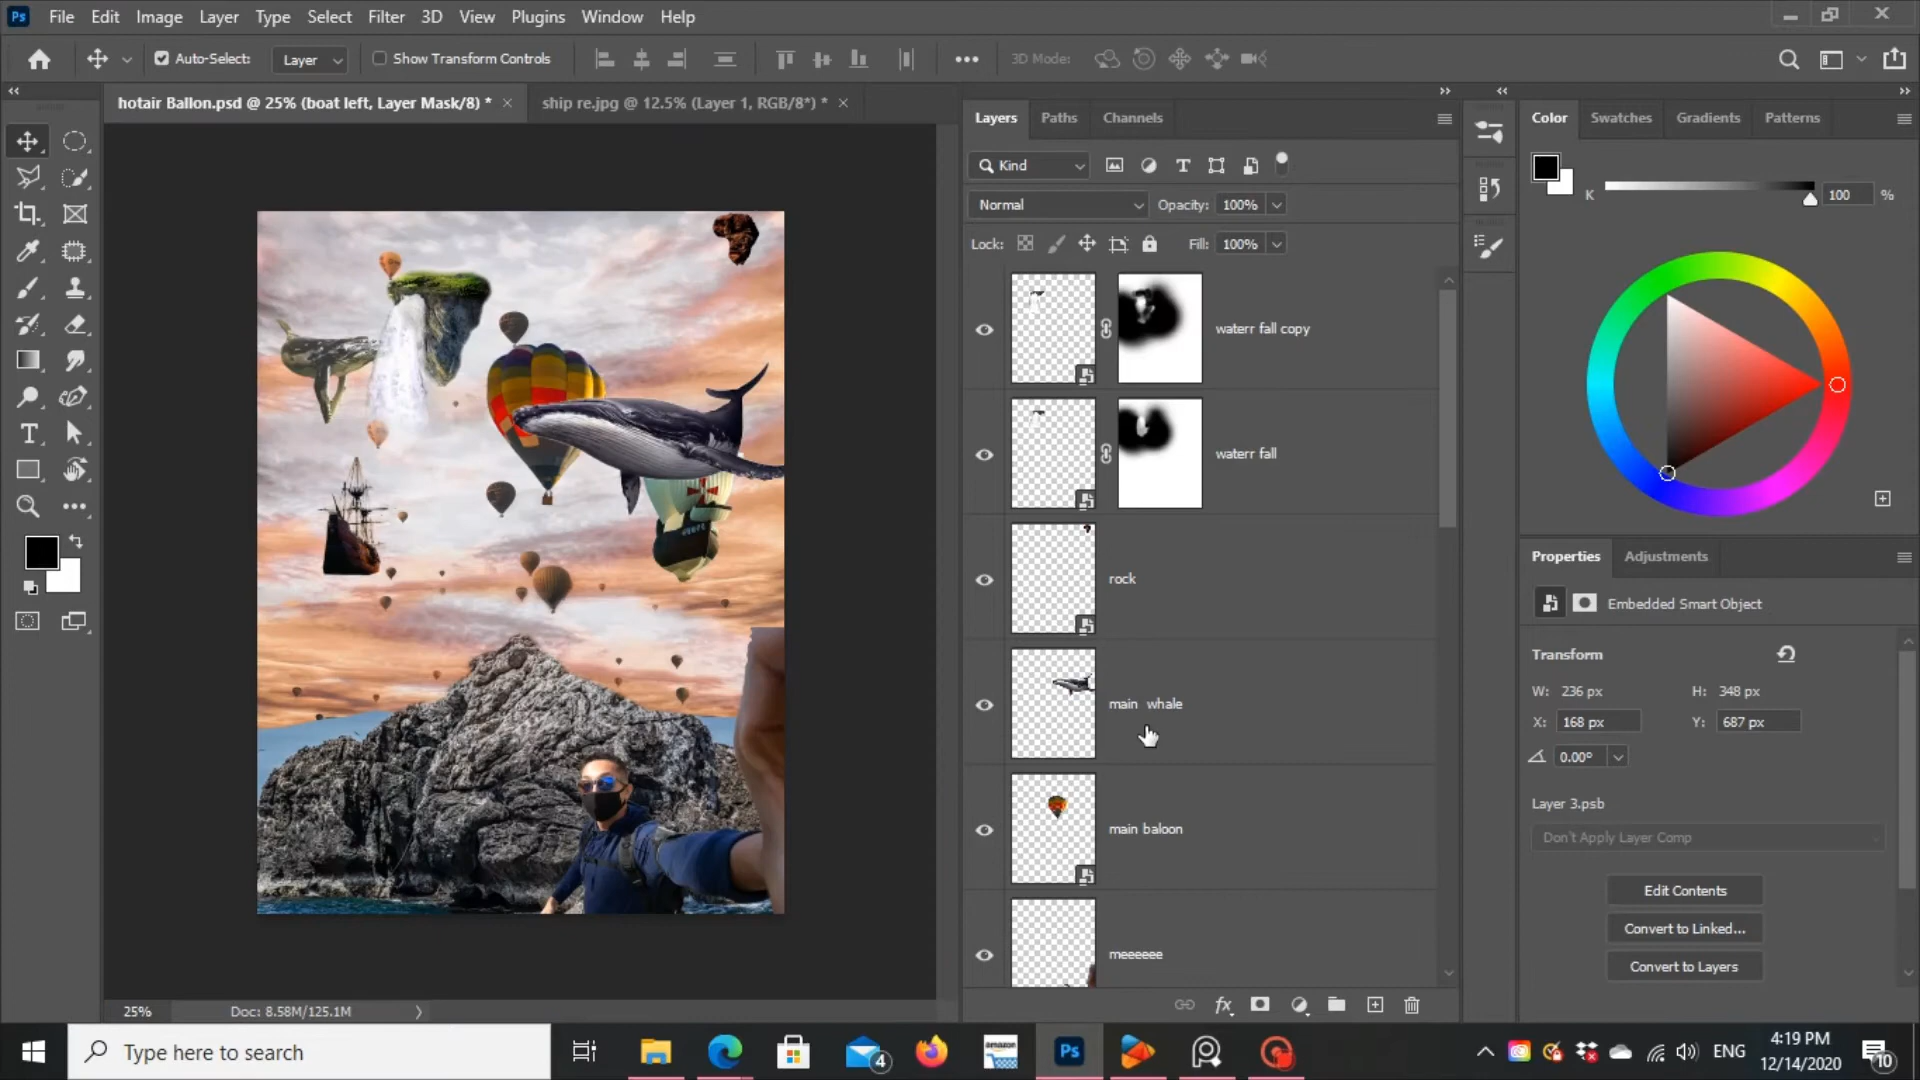 Ps File Edit Image Layer Type Select Filter 3D View Plugins Window Help
Auto-Select: Layer Show Transform Controls 3D Mode:
hotair Ballon.psd @ 25% (boat left, Layer Mask/8) * ship re.jpg @ 12.5% (Layer 1, RGB/8*) *
Layers Paths Channels
Kind
Normal Opacity: 100%
Lock: Fill: 100%
waterr fall copy
waterr fall
rock
main whale
main baloon
meeeeee
Color Swatches Gradients Patterns
K 100 %
Properties Adjustments
Embedded Smart Object
Transform
W: 236 px H: 348 px
X: 168 px Y: 687 px
0.00°
Layer 3.psb
Don't Apply Layer Comp
Edit Contents
Convert to Linked...
Convert to Layers
25% Doc: 8.58M/125.1M
Type here to search
4
amazon
Ps
ENG
4:19 PM
12/14/2020
10